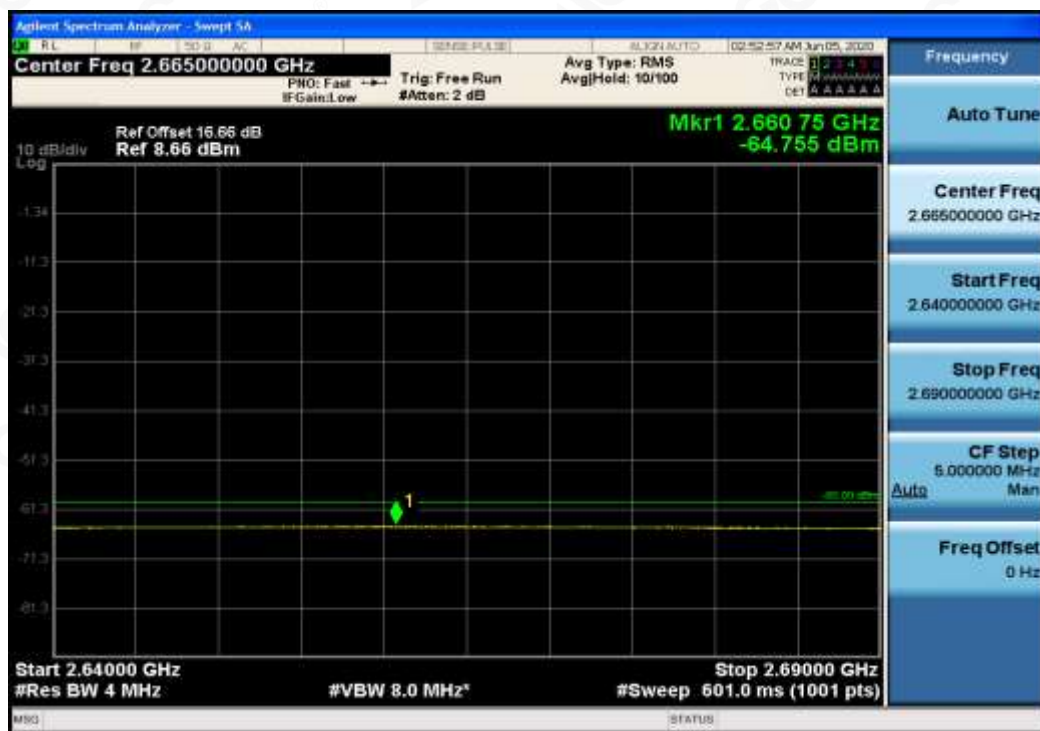 Agilent Spectrum Analyzer - Swept SA
RL RF 50 Ω AC SENSE:PULSE ALIGN AUTO 02:52:57 AM Jun 05, 2020
Center Freq 2.665000000 GHz
PNO: Fast
IFGain:Low
Trig: Free Run
#Atten: 2 dB
Avg Type: RMS
Avg|Hold: 10/100
TRACE 1 2 3 4 5 6
TYPE M
DET A A A A A A
Mkr1 2.660 75 GHz
-64.755 dBm
Ref Offset 16.66 dB
10 dB/div Ref 8.66 dBm
Log
-1.34
-11.3
-21.3
-31.3
-41.3
-51.3
1
-61.3
-71.3
-81.3
Start 2.64000 GHz Stop 2.69000 GHz
#Res BW 4 MHz #VBW 8.0 MHz* #Sweep 601.0 ms (1001 pts)
MSG STATUS
Frequency
Auto Tune
Center Freq
2.665000000 GHz
Start Freq
2.640000000 GHz
Stop Freq
2.690000000 GHz
CF Step
5.000000 MHz
Auto Man
Freq Offset
0 Hz